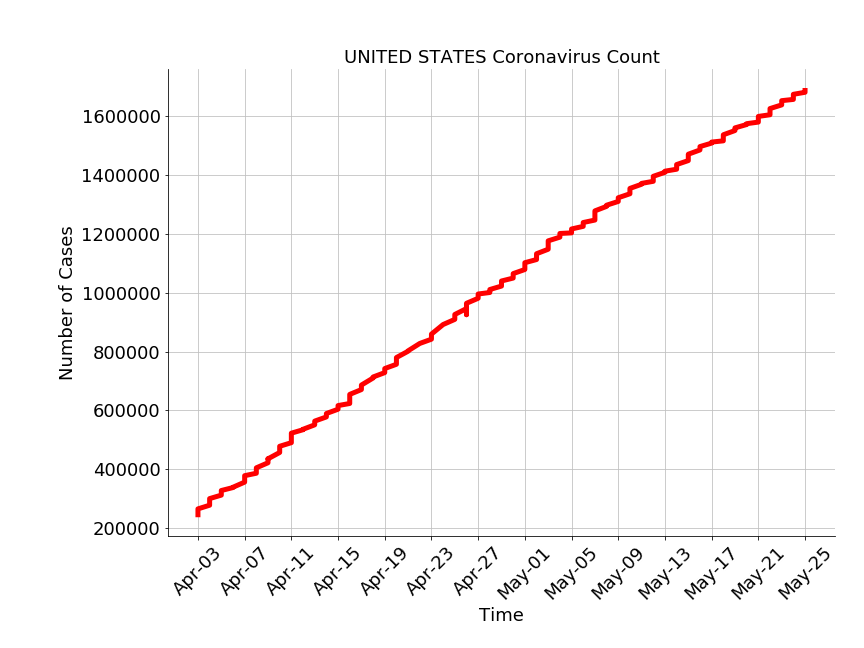 UNITED STATES Coronavirus Count
Number of Cases
1600000
1400000
1200000
1000000
800000
600000
400000
200000
Apr-03
Apr-07
Apr-11
Apr-15
Apr-19
Apr-23
Apr-27
May-01
May-05
May-09
May-13
May-17
May-21
May-25
Time